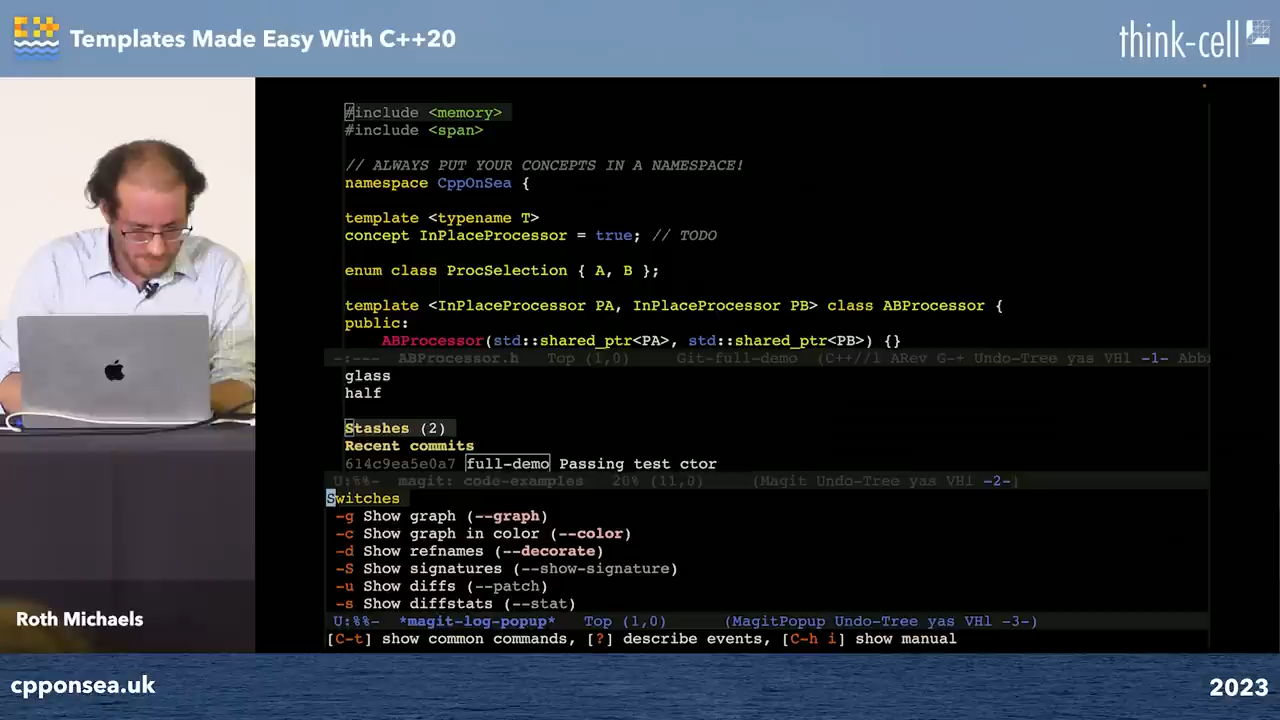 Templates Made Easy With C++20
think-cell
#include <memory>
#include <span>
// ALWAYS PUT YOUR CONCEPTS IN A NAMESPACE!
namespace CppOnSea {
template <typename T>
concept InPlaceProcessor = true; // TODO
enum class ProcSelection { A, B };
template <InPlaceProcessor PA, InPlaceProcessor PB> class ABProcessor {
public:
ABProcessor(std::shared_ptr<PA>, std::shared_ptr<PB>) {}
-:--- ABProcessor.h Top (1,0) Git-full-demo (C++//l ARev G-+ Undo-Tree yas VHl -1- Abb
glass
half
Stashes (2)
Recent commits
614c9ea5e0a7 full-demo Passing test ctor
U:%%- magit: code-examples 20% (11,0) (Magit Undo-Tree yas VHl -2-)
Switches
-g Show graph (--graph)
-c Show graph in color (--color)
-d Show refnames (--decorate)
-S Show signatures (--show-signature)
-u Show diffs (--patch)
-s Show diffstats (--stat)
U:%%- *magit-log-popup* Top (1,0) (MagitPopup Undo-Tree yas VHl -3-)
[C-t] show common commands, [?] describe events, [C-h i] show manual
Roth Michaels
cpponsea.uk
2023